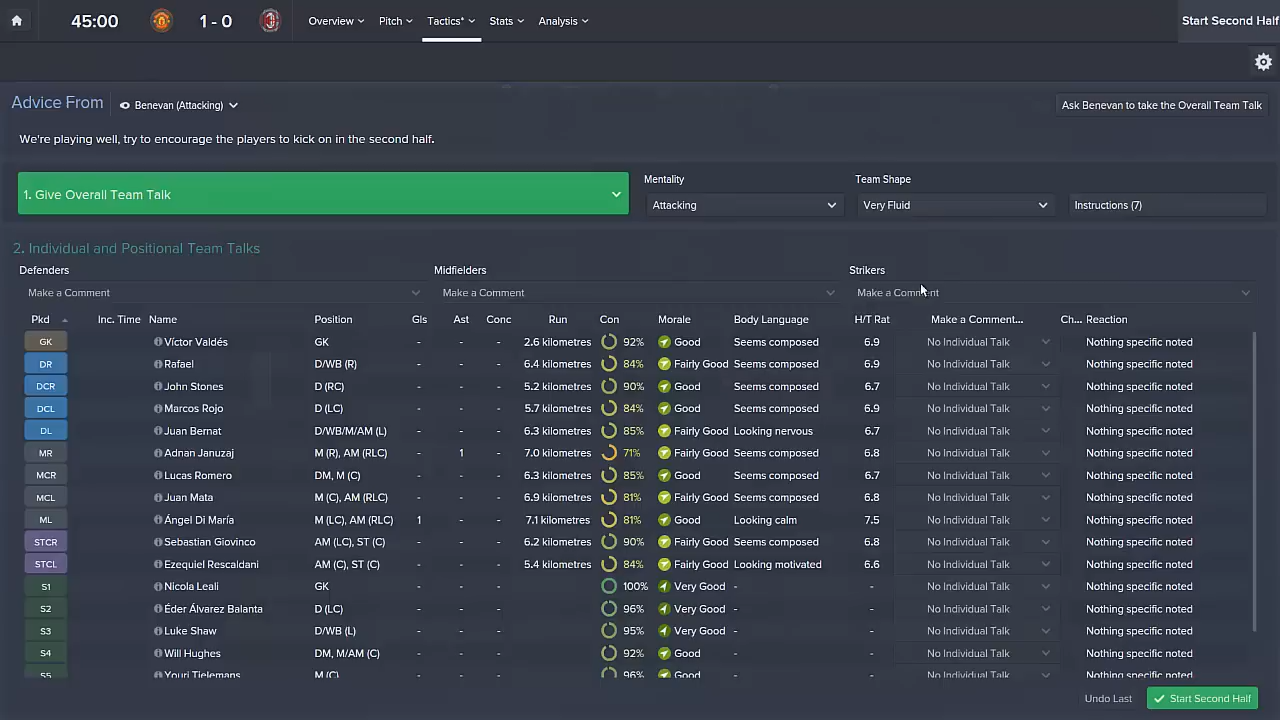 45:00 1 - 0 Overview Pitch Tactics* Stats Analysis Start Second Half
Advice From Benevan (Attacking) Ask Benevan to take the Overall Team Talk
We're playing well, try to encourage the players to kick on in the second half.
Mentality Team Shape
1. Give Overall Team Talk Attacking Very Fluid Instructions (7)
2. Individual and Positional Team Talks
Defenders Midfielders Strikers
Make a Comment Make a Comment Make a Comment
Pkd Inc. Time Name Position Gls Ast Conc Run Con Morale Body Language H/T Rat Make a Comment... Ch... Reaction
GK Víctor Valdés GK - - - 2.6 kilometres 92% Good Seems composed 6.9 No Individual Talk Nothing specific noted
DR Rafael D/WB (R) - - - 6.4 kilometres 84% Fairly Good Seems composed 6.9 No Individual Talk Nothing specific noted
DCR John Stones D (RC) - - - 5.2 kilometres 90% Good Seems composed 6.7 No Individual Talk Nothing specific noted
DCL Marcos Rojo D (LC) - - - 5.7 kilometres 84% Good Seems composed 6.9 No Individual Talk Nothing specific noted
DL Juan Bernat D/WB/M/AM (L) - - - 6.3 kilometres 85% Fairly Good Looking nervous 6.7 No Individual Talk Nothing specific noted
MR Adnan Januzaj M (R), AM (RLC) - 1 - 7.0 kilometres 71% Fairly Good Seems composed 6.8 No Individual Talk Nothing specific noted
MCR Lucas Romero DM, M (C) - - - 6.3 kilometres 85% Good Seems composed 6.7 No Individual Talk Nothing specific noted
MCL Juan Mata M (C), AM (RLC) - - - 6.9 kilometres 81% Fairly Good Seems composed 6.8 No Individual Talk Nothing specific noted
ML Ángel Di María M (LC), AM (RLC) 1 - - 7.1 kilometres 81% Good Looking calm 7.5 No Individual Talk Nothing specific noted
STCR Sebastian Giovinco AM (LC), ST (C) - - - 6.2 kilometres 90% Fairly Good Seems composed 6.8 No Individual Talk Nothing specific noted
STCL Ezequiel Rescaldani AM (C), ST (C) - - - 5.4 kilometres 84% Fairly Good Looking motivated 6.6 No Individual Talk Nothing specific noted
S1 Nicola Leali GK - - - 100% Very Good - - No Individual Talk Nothing specific noted
S2 Éder Álvarez Balanta D (LC) - - - 96% Very Good - - No Individual Talk Nothing specific noted
S3 Luke Shaw D/WB (L) - - - 95% Very Good - - No Individual Talk Nothing specific noted
S4 Will Hughes DM, M/AM (C) - - - 92% Good - - No Individual Talk Nothing specific noted
S5 Youri Tielemans M (C) - - - 96% Good - - No Individual Talk Nothing specific noted
Undo Last Start Second Half